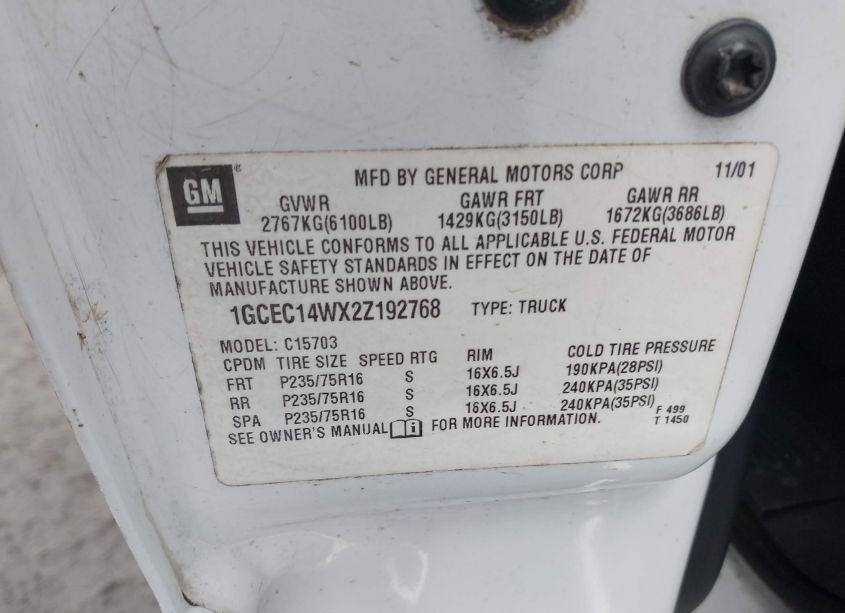 GM®
MFD BY GENERAL MOTORS CORP 11/01
GVWR GAWR FRT GAWR RR
2767KG(6100LB) 1429KG(3150LB) 1672KG(3686LB)
THIS VEHICLE CONFORMS TO ALL APPLICABLE U.S. FEDERAL MOTOR
VEHICLE SAFETY STANDARDS IN EFFECT ON THE DATE OF
MANUFACTURE SHOWN ABOVE.
1GCEC14WX2Z192768 TYPE: TRUCK
MODEL: C15703
CPDM TIRE SIZE SPEED RTG RIM COLD TIRE PRESSURE
FRT P235/75R16 S 16X6.5J 190KPA(28PSI)
RR P235/75R16 S 16X6.5J 240KPA(35PSI)
SPA P235/75R16 S 16X6.5J 240KPA(35PSI)
SEE OWNER'S MANUAL FOR MORE INFORMATION.
F 499
T 1450